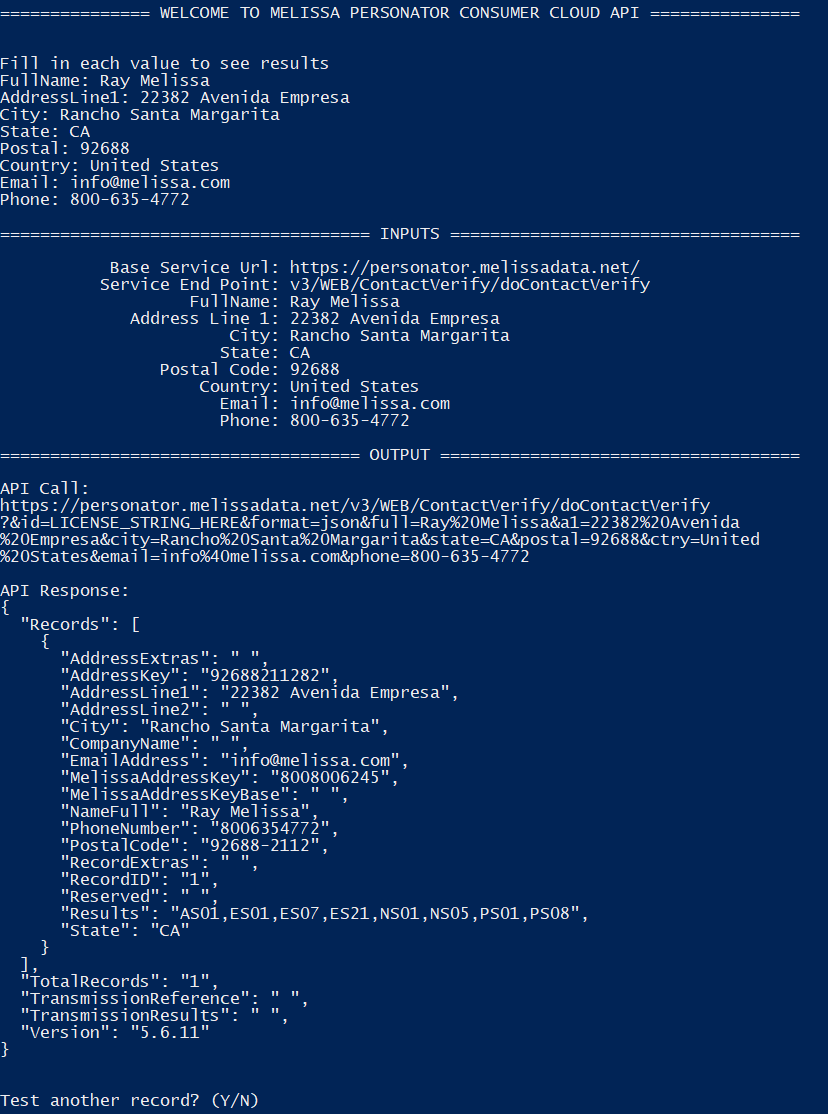 =============== WELCOME TO MELISSA PERSONATOR CONSUMER CLOUD API ===============
Fill in each value to see results
FullName: Ray Melissa
AddressLine1: 22382 Avenida Empresa
City: Rancho Santa Margarita
State: CA
Postal: 92688
Country: United States
Email: info@melissa.com
Phone: 800-635-4772
===================================== INPUTS ===================================
Base Service Url: https://personator.melissadata.net/
Service End Point: v3/WEB/ContactVerify/doContactVerify
FullName: Ray Melissa
Address Line 1: 22382 Avenida Empresa
City: Rancho Santa Margarita
State: CA
Postal Code: 92688
Country: United States
Email: info@melissa.com
Phone: 800-635-4772
==================================== OUTPUT ====================================
API Call:
https://personator.melissadata.net/v3/WEB/ContactVerify/doContactVerify
?&id=LICENSE_STRING_HERE&format=json&full=Ray%20Melissa&a1=22382%20Avenida
%20Empresa&city=Rancho%20Santa%20Margarita&state=CA&postal=92688&ctry=United
%20States&email=info%40melissa.com&phone=800-635-4772
API Response:
{
"Records": [
{
"AddressExtras": " ",
"AddressKey": "92688211282",
"AddressLine1": "22382 Avenida Empresa",
"AddressLine2": " ",
"City": "Rancho Santa Margarita",
"CompanyName": " ",
"EmailAddress": "info@melissa.com",
"MelissaAddressKey": "8008006245",
"MelissaAddressKeyBase": " ",
"NameFull": "Ray Melissa",
"PhoneNumber": "8006354772",
"PostalCode": "92688-2112",
"RecordExtras": " ",
"RecordID": "1",
"Reserved": " ",
"Results": "AS01,ES01,ES07,ES21,NS01,NS05,PS01,PS08",
"State": "CA"
}
],
"TotalRecords": "1",
"TransmissionReference": " ",
"TransmissionResults": " ",
"Version": "5.6.11"
}
Test another record? (Y/N)